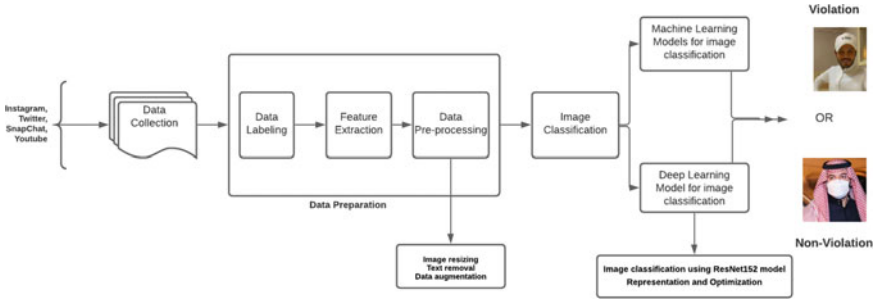 Instagram,
Twitter,
SnapChat,
Youtube
Data
Collection
Data
Labeling
Feature
Extraction
Data
Pre-processing
Data Preparation
Image resizing
Text removal
Data augmentation
Image
Classification
Machine Learning
Models for image
classification
Deep Learning
Model for image
classification
Image classification using ResNet152 model
Representation and Optimization
Violation
OR
Non-Violation